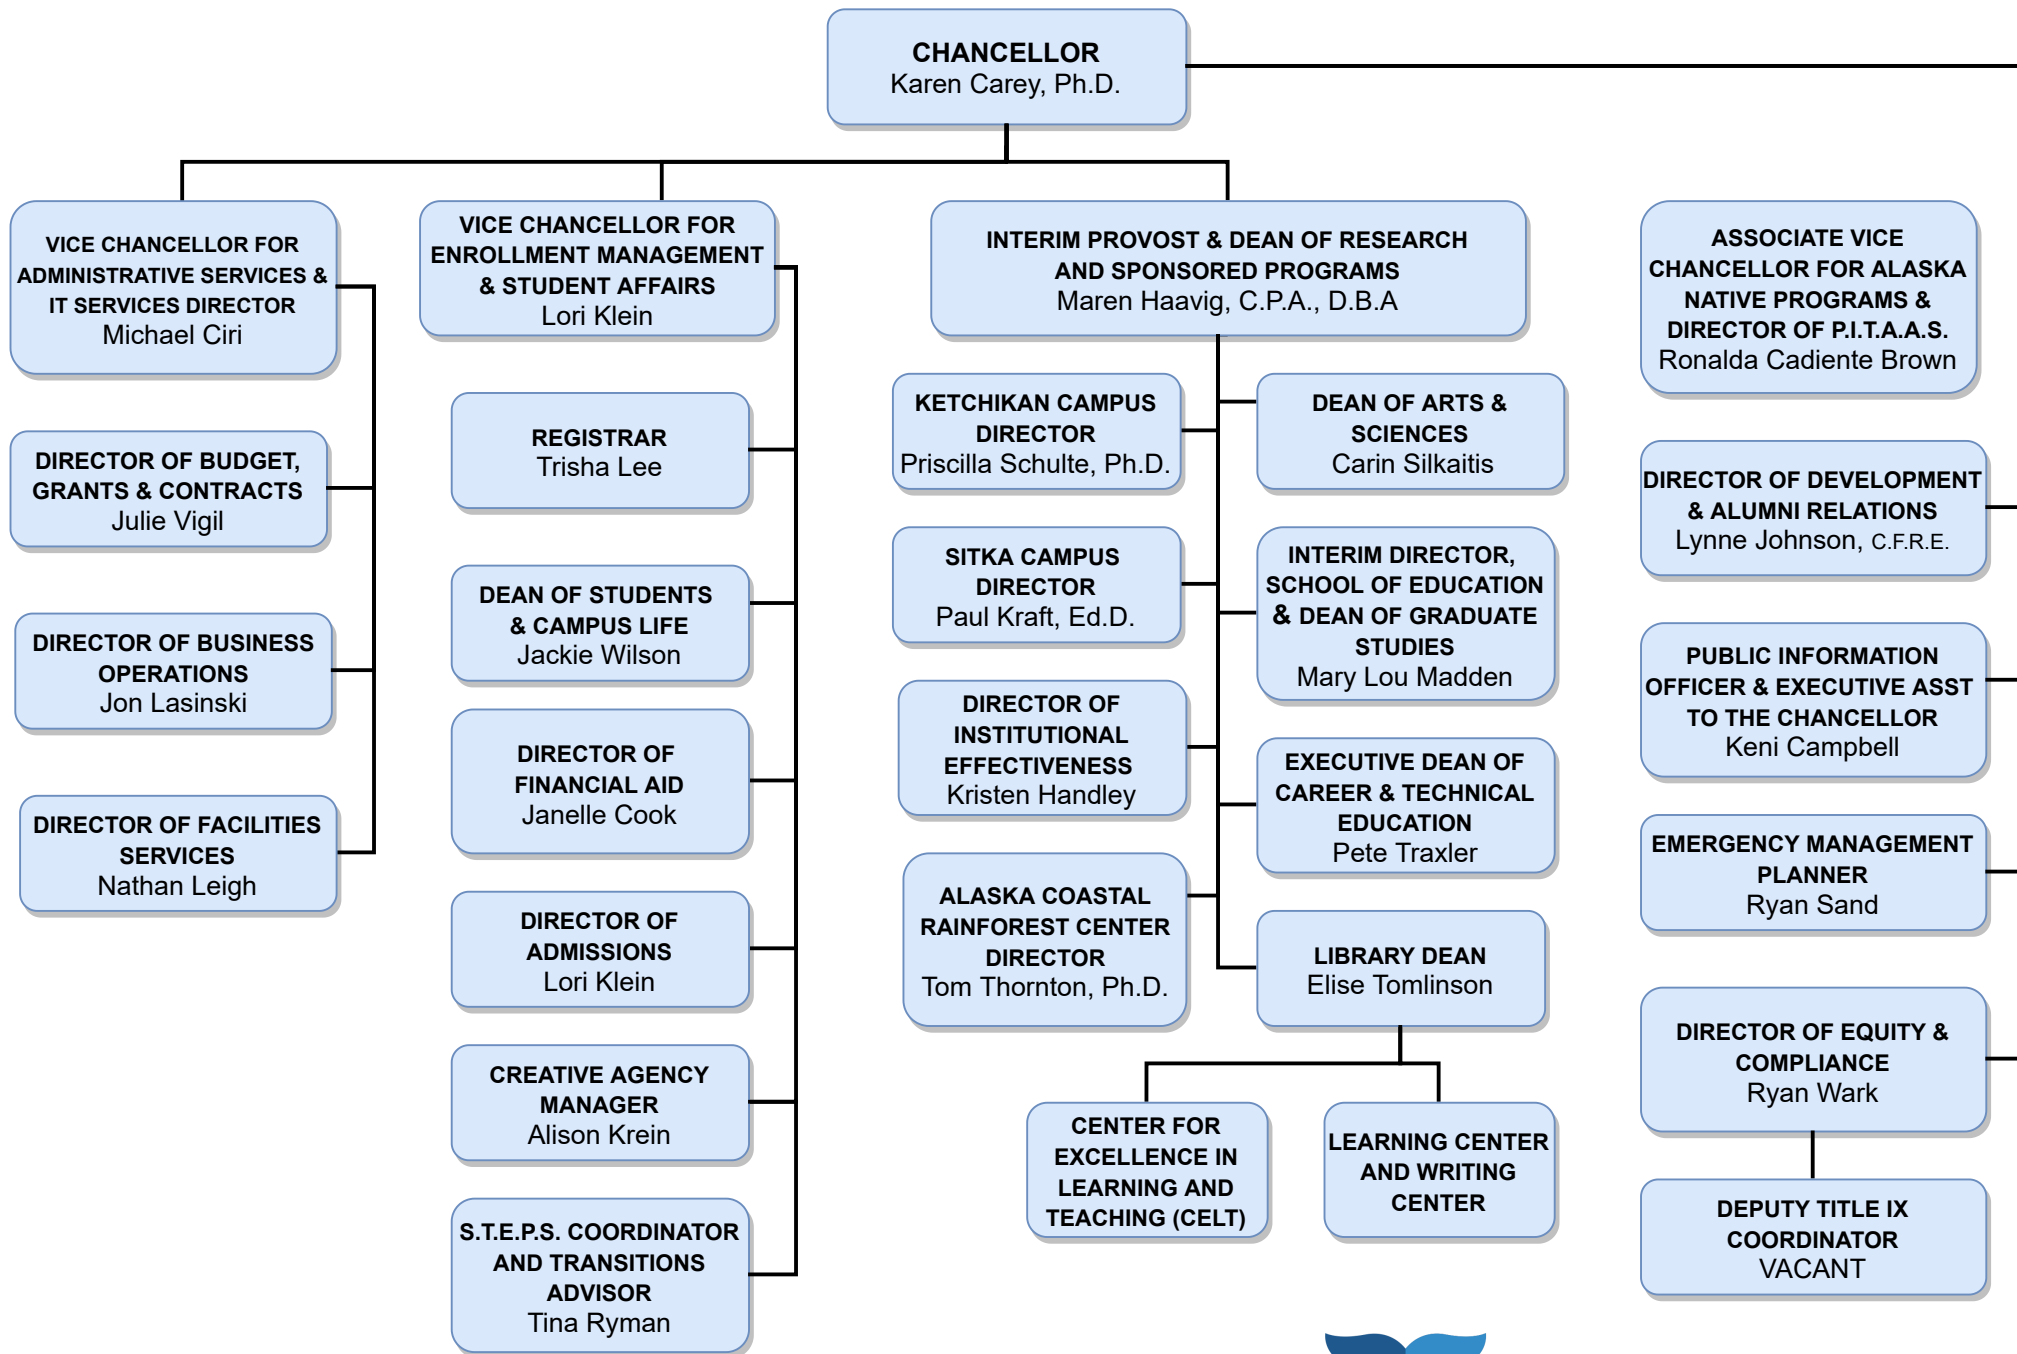 CHANCELLOR
Karen Carey, Ph.D.
VICE CHANCELLOR FOR
ADMINISTRATIVE SERVICES &
IT SERVICES DIRECTOR
Michael Ciri
DIRECTOR OF BUDGET,
GRANTS & CONTRACTS
Julie Vigil
DIRECTOR OF BUSINESS
OPERATIONS
Jon Lasinski
DIRECTOR OF FACILITIES
SERVICES
Nathan Leigh
VICE CHANCELLOR FOR
ENROLLMENT MANAGEMENT
& STUDENT AFFAIRS
Lori Klein
REGISTRAR
Trisha Lee
DEAN OF STUDENTS
& CAMPUS LIFE
Jackie Wilson
DIRECTOR OF
FINANCIAL AID
Janelle Cook
DIRECTOR OF
ADMISSIONS
Lori Klein
CREATIVE AGENCY
MANAGER
Alison Krein
S.T.E.P.S. COORDINATOR
AND TRANSITIONS
ADVISOR
Tina Ryman
INTERIM PROVOST & DEAN OF RESEARCH
AND SPONSORED PROGRAMS
Maren Haavig, C.P.A., D.B.A
KETCHIKAN CAMPUS
DIRECTOR
Priscilla Schulte, Ph.D.
SITKA CAMPUS
DIRECTOR
Paul Kraft, Ed.D.
DIRECTOR OF
INSTITUTIONAL
EFFECTIVENESS
Kristen Handley
ALASKA COASTAL
RAINFOREST CENTER
DIRECTOR
Tom Thornton, Ph.D.
DEAN OF ARTS &
SCIENCES
Carin Silkaitis
INTERIM DIRECTOR,
SCHOOL OF EDUCATION
& DEAN OF GRADUATE
STUDIES
Mary Lou Madden
EXECUTIVE DEAN OF
CAREER & TECHNICAL
EDUCATION
Pete Traxler
LIBRARY DEAN
Elise Tomlinson
CENTER FOR
EXCELLENCE IN
LEARNING AND
TEACHING (CELT)
LEARNING CENTER
AND WRITING
CENTER
ASSOCIATE VICE
CHANCELLOR FOR ALASKA
NATIVE PROGRAMS &
DIRECTOR OF P.I.T.A.A.S.
Ronalda Cadiente Brown
DIRECTOR OF DEVELOPMENT
& ALUMNI RELATIONS
Lynne Johnson, C.F.R.E.
PUBLIC INFORMATION
OFFICER & EXECUTIVE ASST
TO THE CHANCELLOR
Keni Campbell
EMERGENCY MANAGEMENT
PLANNER
Ryan Sand
DIRECTOR OF EQUITY &
COMPLIANCE
Ryan Wark
DEPUTY TITLE IX
COORDINATOR
VACANT